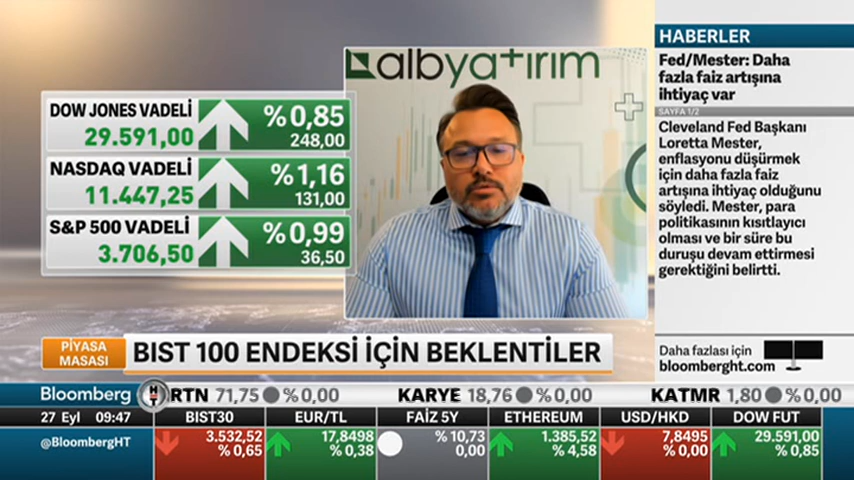 albyatırım
DOW JONES VADELİ
29.591,00
%0,85
248,00
NASDAQ VADELİ
11.447,25
%1,16
131,00
S&P 500 VADELİ
3.706,50
%0,99
36,50
HABERLER
Fed/Mester: Daha
fazla faiz artışına
ihtiyaç var
SAYFA 1/2
Cleveland Fed Başkanı
Loretta Mester,
enflasyonu düşürmek
için daha fazla faiz
artışına ihtiyaç olduğunu
söyledi. Mester, para
politikasının kısıtlayıcı
olması ve bir süre bu
duruşu devam ettirmesi
gerektiğini belirtti.
Daha fazlası için
bloomberght.com
PİYASA
MASASI
BIST 100 ENDEKSİ İÇİN BEKLENTİLER
Bloomberg HT
RTN 71,75 %0,00 KARYE 18,76 %0,00 KATMR 1,80 %0,00
27 Eyl 09:47
@BloombergHT
BIST30
3.532,52
%0,65
EUR/TL
17,8498
%0,38
FAİZ 5Y
%10,73
0,00
ETHEREUM
1.385,52
%4,58
USD/HKD
7,8495
%0,00
DOW FUT
29.591,00
%0,85